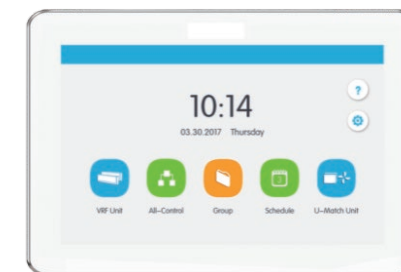 ?
10:14
03.30.2017 Thursday
VRF Unit All-Control Group Schedule U-Match Unit